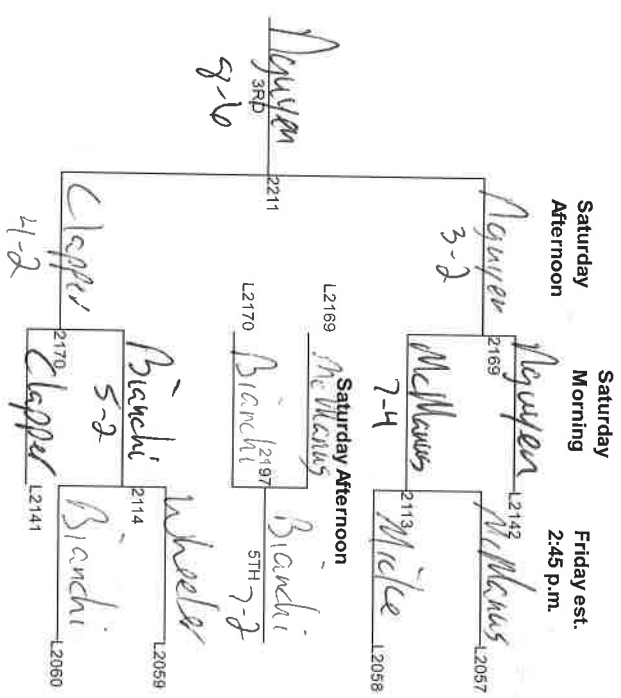 Saturday
Afternoon
Saturday
Morning
Friday est.
2:45 p.m.
Nguyen
L2142
Nguyen
2169
McManus
L2057
3-2
McManus
2113
7-4
Micke
L2058
Saturday Afternoon
L2169
McManus
Nguyen
2211
2197
Bianchi
3RD
5TH
7-2
8-6
L2170
Bianchi
Wheeler
L2059
Bianchi
2114
5-2
Clapper
2170
Bianchi
L2060
4-2
Clapper
L2141